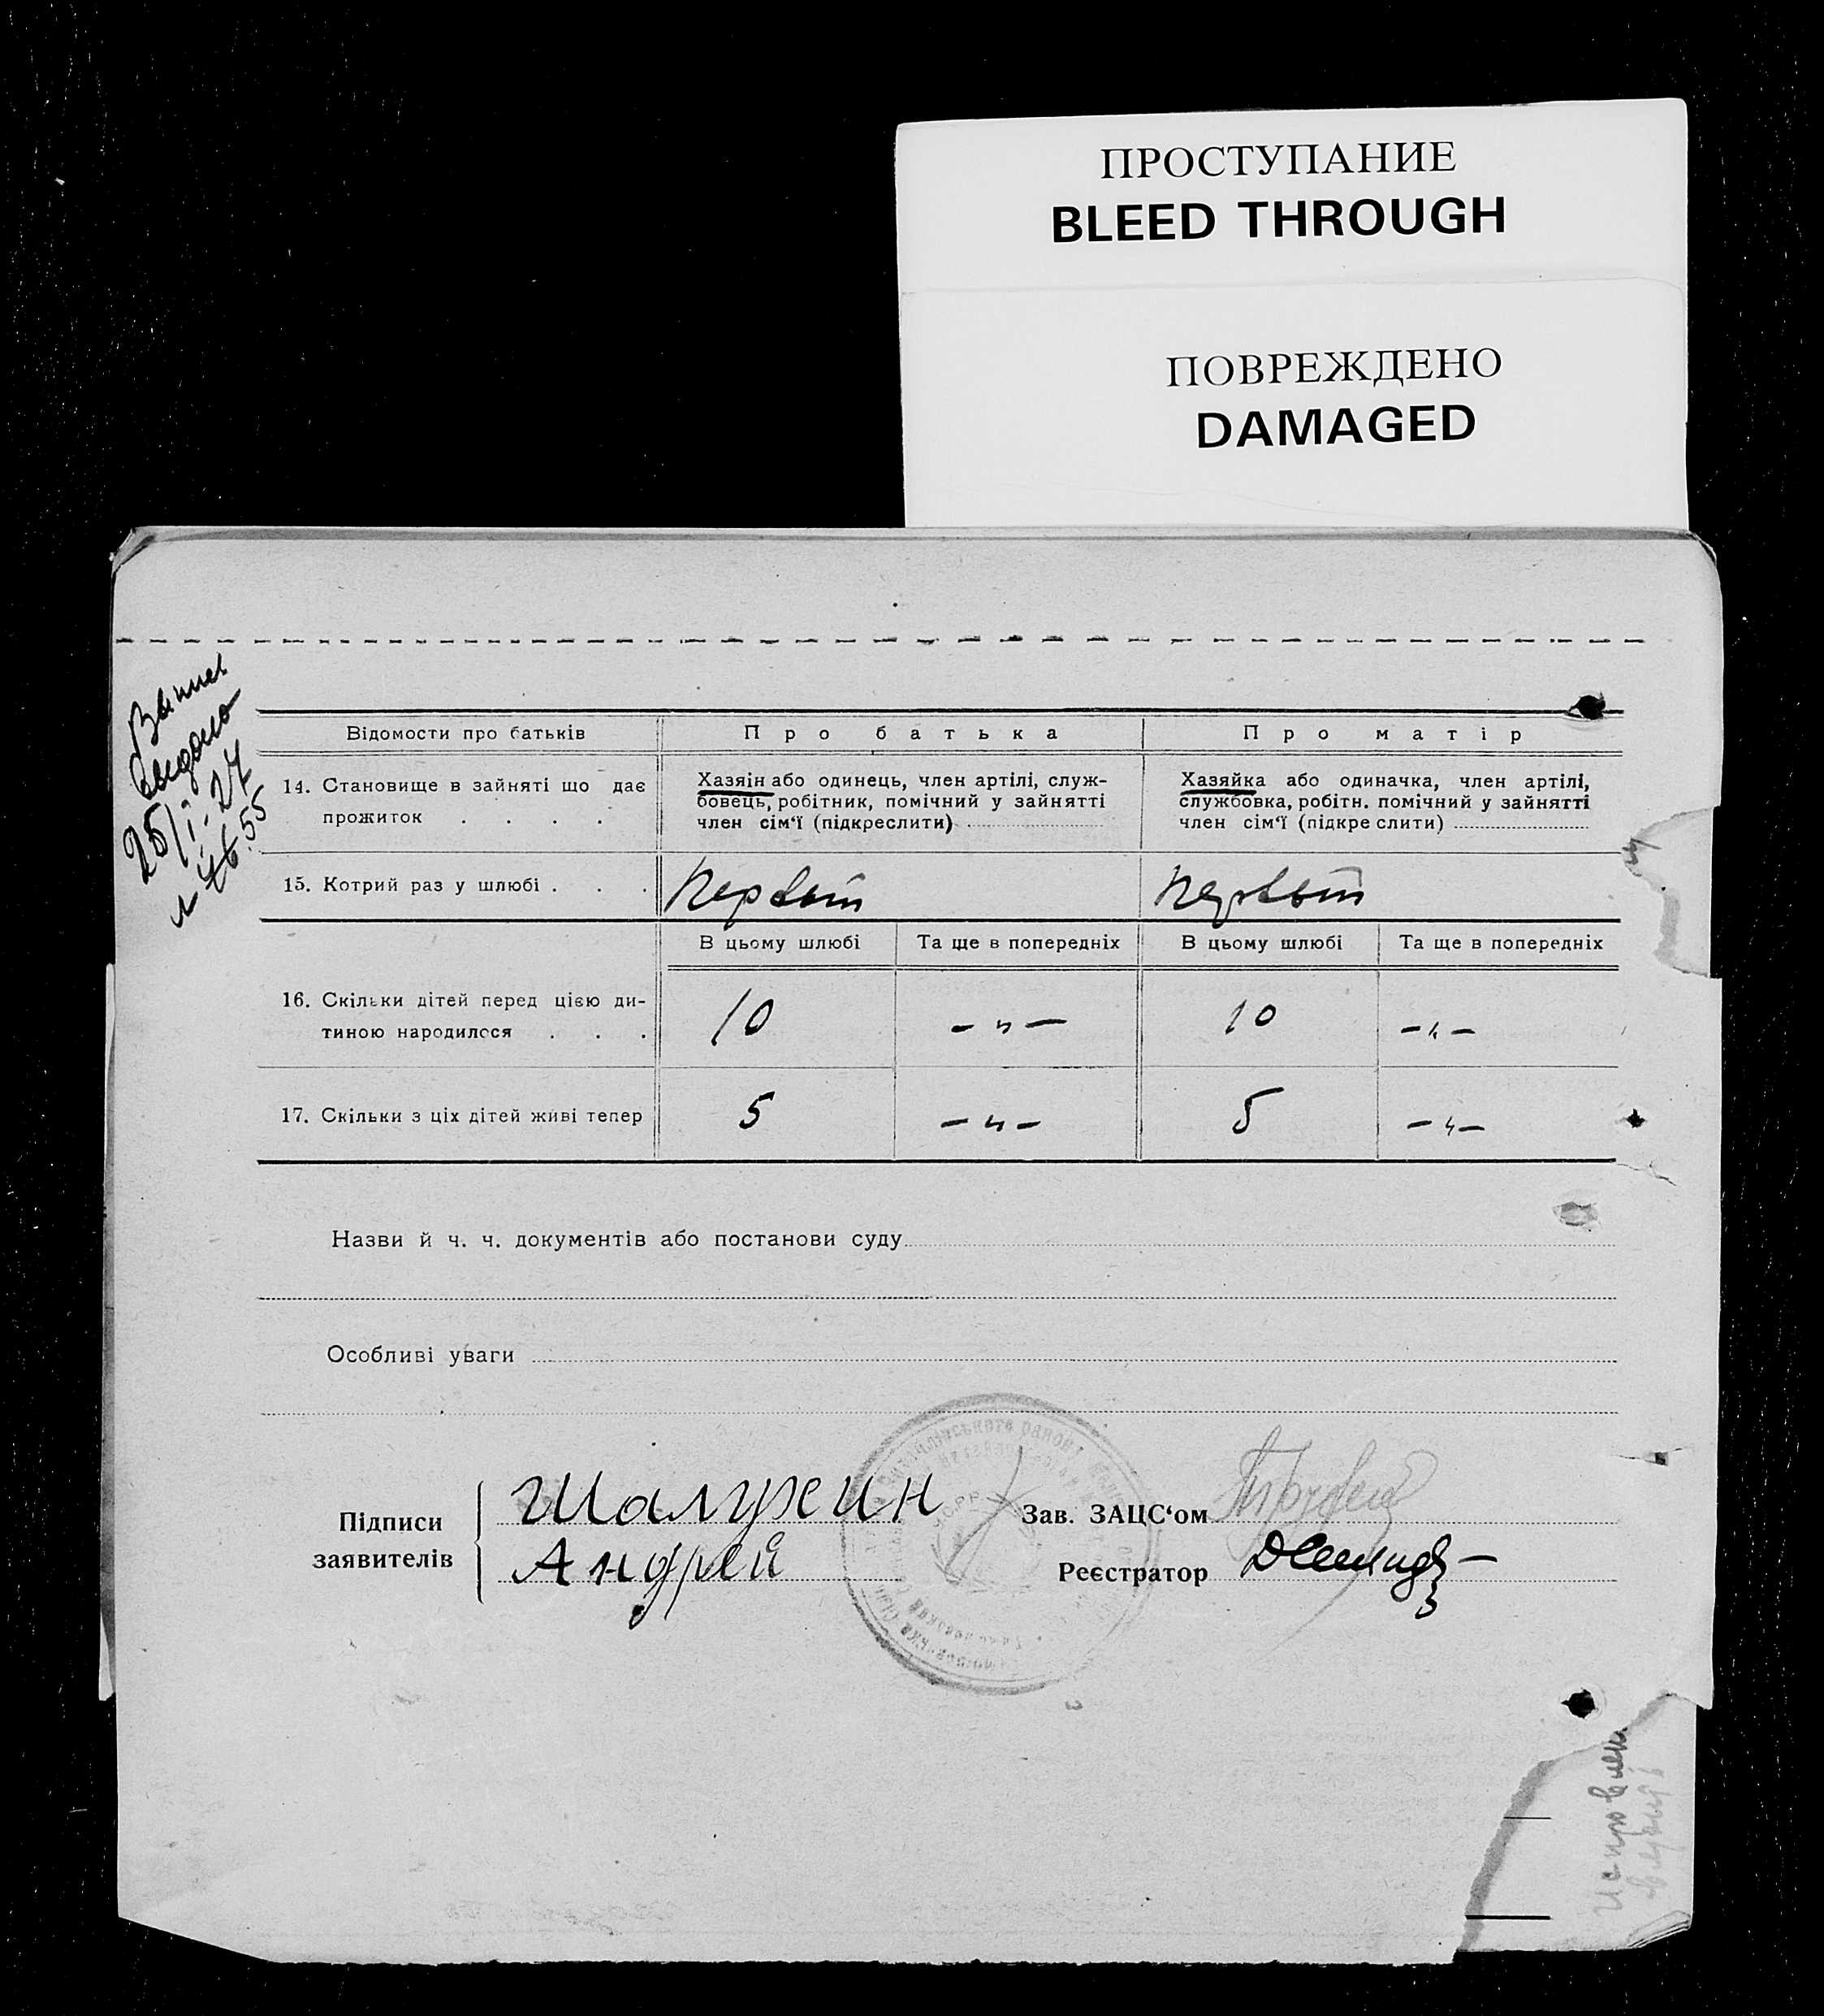 ПРОСТУПАНИЕ
BLEED THROUGH
ПОВРЕЖДЕНО
DAMAGED
25/I-27
Відомости про батьків
Про батька
Про матір
14. Становище в зайняті що дає
прожиток . . . .
Хазяін або одинець, член артілі, служ-
бовець, робітник, помічний у зайнятті
член сім‘ї (підкреслити)
Хазяйка або одиначка, член артілі,
службовка, робітн. помічний у зайнятті
член сім‘ї (підкреслити)
15. Котрий раз у шлюбі . . .
Первый
Первый
В цьому шлюбі
Та ще в попередніх
В цьому шлюбі
Та ще в попередніх
16. Скільки дітей перед цією ди-
тиною народилося . . .
10
— „ —
10
— „ —
17. Скільки з ціх дітей живі тепер
5
— „ —
5
— „ —
Назви й ч. ч. документів або постанови суду
Особливі уваги
Підписи
заявителів
Шалугин
Андрей
Зав. ЗАЦС‘ом
Реєстратор